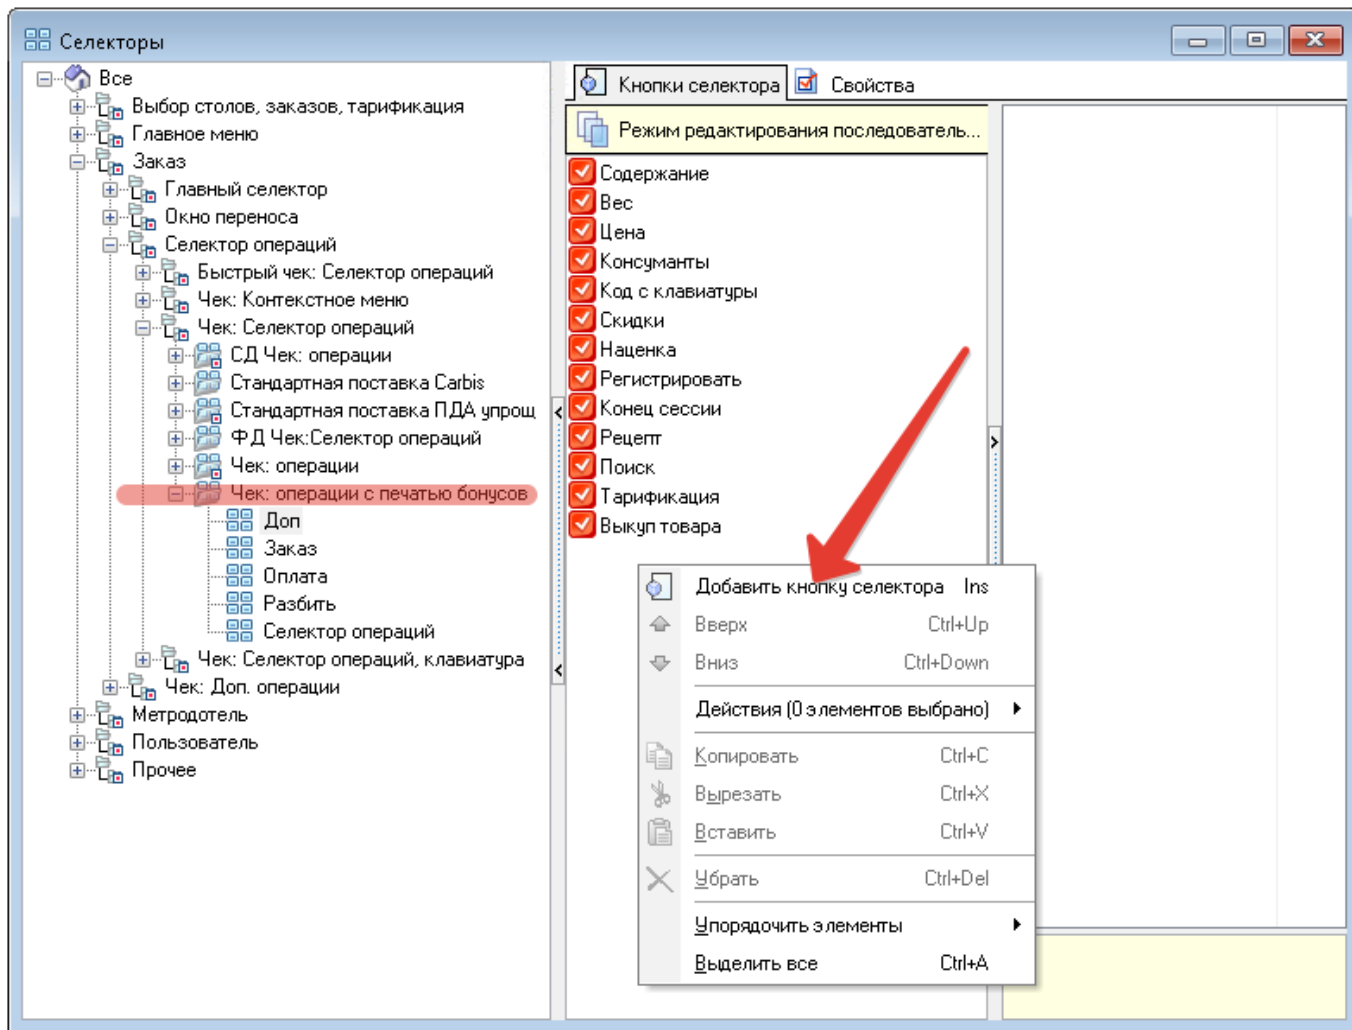 Селекторы
Все
Выбор столов, заказов, тарификация
Главное меню
Заказ
Главный селектор
Окно переноса
Селектор операций
Быстрый чек: Селектор операций
Чек: Контекстное меню
Чек: Селектор операций
СД Чек: операции
Стандартная поставка Carbis
Стандартная поставка ПДА упрощ
ФД Чек:Селектор операций
Чек: операции
Чек: операции с печатью бонусов
Доп
Заказ
Оплата
Разбить
Селектор операций
Чек: Селектор операций, клавиатура
Чек: Доп. операции
Метродотель
Пользователь
Прочее
Кнопки селектора
Свойства
Режим редактирования последователь...
Содержание
Вес
Цена
Консуманты
Код с клавиатуры
Скидки
Наценка
Регистрировать
Конец сессии
Рецепт
Поиск
Тарификация
Выкуп товара
Добавить кнопку селектора Ins
Вверх Ctrl+Up
Вниз Ctrl+Down
Действия (0 элементов выбрано)
Копировать Ctrl+C
Вырезать Ctrl+X
Вставить Ctrl+V
Убрать Ctrl+Del
Упорядочить элементы
Выделить все Ctrl+A